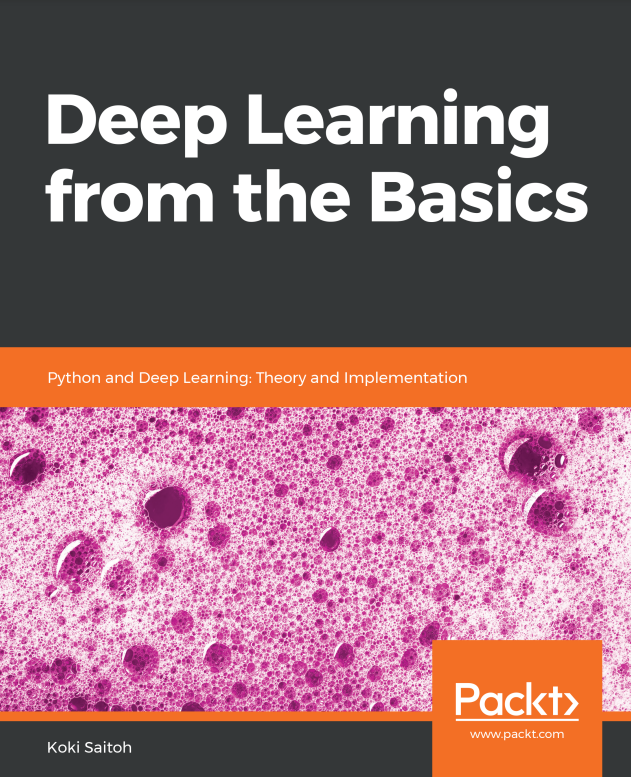 Deep Learning
from the Basics
Python and Deep Learning: Theory and Implementation
Packt>
www.packt.com
Koki Saitoh